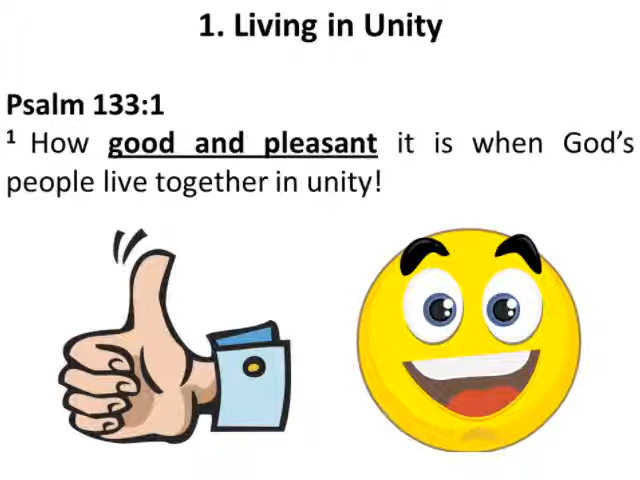 1. Living in Unity
Psalm 133:1
¹ How good and pleasant it is when God’s
people live together in unity!